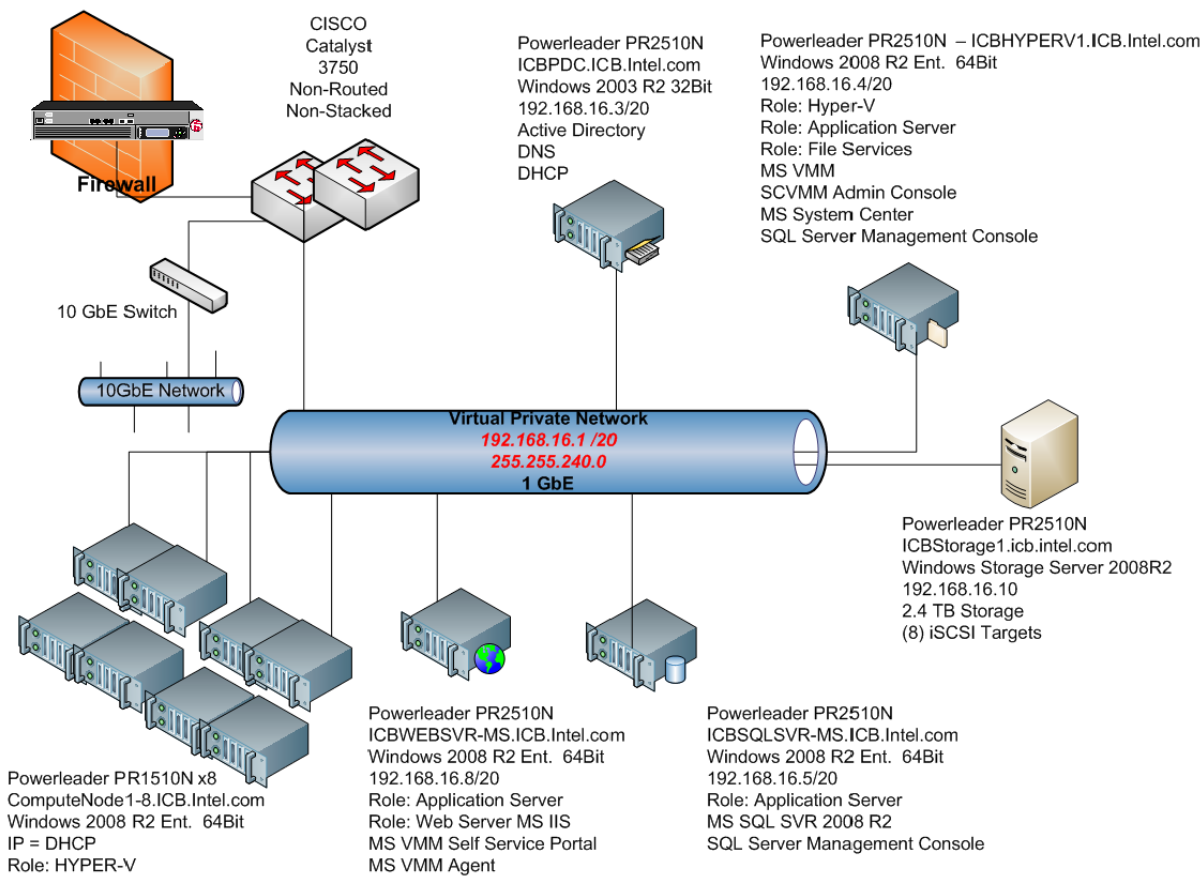 CISCO
Catalyst
3750
Non-Routed
Non-Stacked
Firewall
10 GbE Switch
10GbE Network
Powerleader PR2510N
ICBPDC.ICB.Intel.com
Windows 2003 R2 32Bit
192.168.16.3/20
Active Directory
DNS
DHCP
Powerleader PR2510N – ICBHYPERV1.ICB.Intel.com
Windows 2008 R2 Ent. 64Bit
192.168.16.4/20
Role: Hyper-V
Role: Application Server
Role: File Services
MS VMM
SCVMM Admin Console
MS System Center
SQL Server Management Console
Virtual Private Network
192.168.16.1 /20
255.255.240.0
1 GbE
Powerleader PR2510N
ICBStorage1.icb.intel.com
Windows Storage Server 2008R2
192.168.16.10
2.4 TB Storage
(8) iSCSI Targets
Powerleader PR1510N x8
ComputeNode1-8.ICB.Intel.com
Windows 2008 R2 Ent. 64Bit
IP = DHCP
Role: HYPER-V
Powerleader PR2510N
ICBWEBSVR-MS.ICB.Intel.com
Windows 2008 R2 Ent. 64Bit
192.168.16.8/20
Role: Application Server
Role: Web Server MS IIS
MS VMM Self Service Portal
MS VMM Agent
Powerleader PR2510N
ICBSQLSVR-MS.ICB.Intel.com
Windows 2008 R2 Ent. 64Bit
192.168.16.5/20
Role: Application Server
MS SQL SVR 2008 R2
SQL Server Management Console